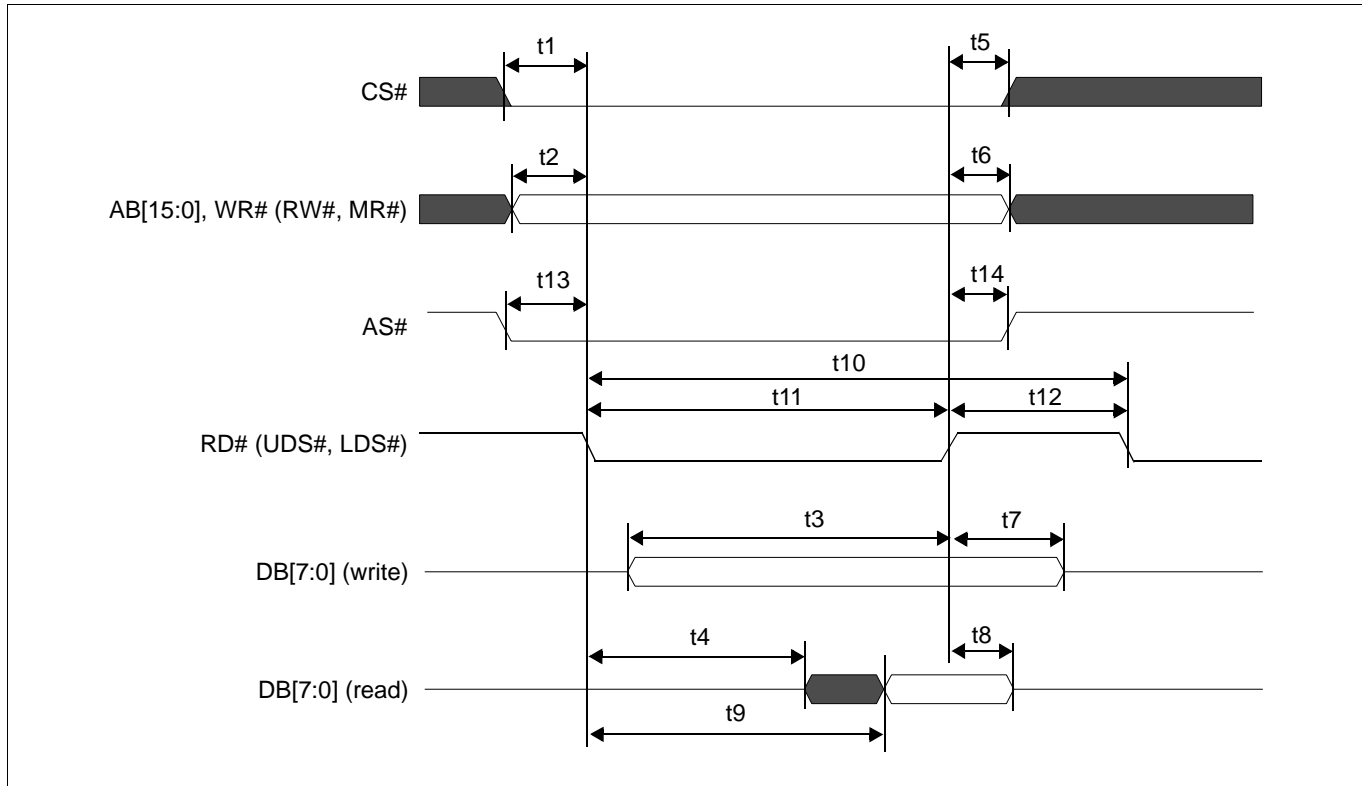 t1
t5
CS#
t2
t6
AB[15:0], WR# (RW#, MR#)
t13
t14
AS#
t10
t11
t12
RD# (UDS#, LDS#)
t3
t7
DB[7:0] (write)
t4
t8
DB[7:0] (read)
t9